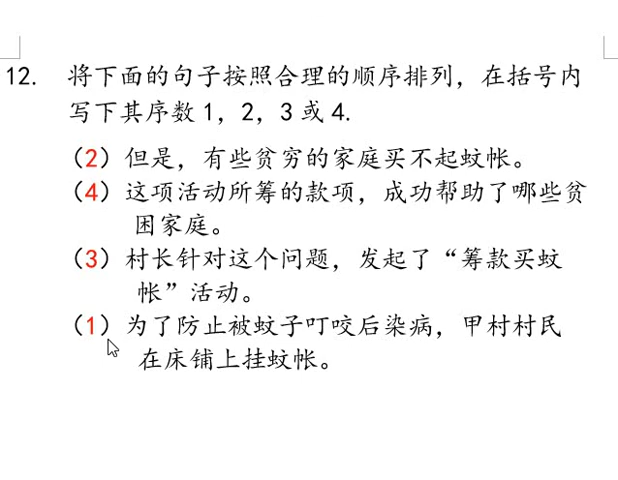 12. 将下面的句子按照合理的顺序排列，在括号内
写下其序数 1，2，3 或 4.
（2）但是，有些贫穷的家庭买不起蚊帐。
（4）这项活动所筹的款项，成功帮助了哪些贫
困家庭。
（3）村长针对这个问题，发起了“筹款买蚊
帐”活动。
（1）为了防止被蚊子叮咬后染病，甲村村民
在床铺上挂蚊帐。